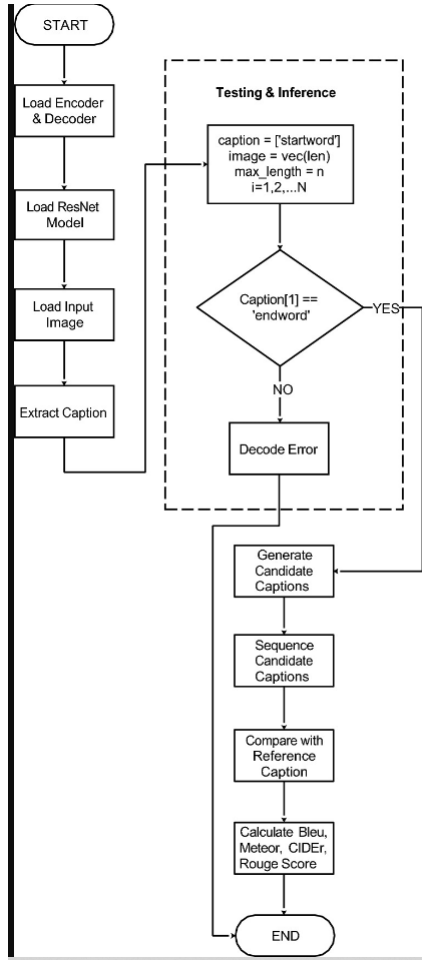 START
Load Encoder
& Decoder
Load ResNet
Model
Load Input
Image
Extract Caption
Testing & Inference
caption = ['startword']
image = vec(len)
max_length = n
i=1,2,...N
Caption[1] ==
'endword'
YES
NO
Decode Error
Generate
Candidate
Captions
Sequence
Candidate
Captions
Compare with
Reference
Caption
Calculate Bleu,
Meteor, CIDEr,
Rouge Score
END